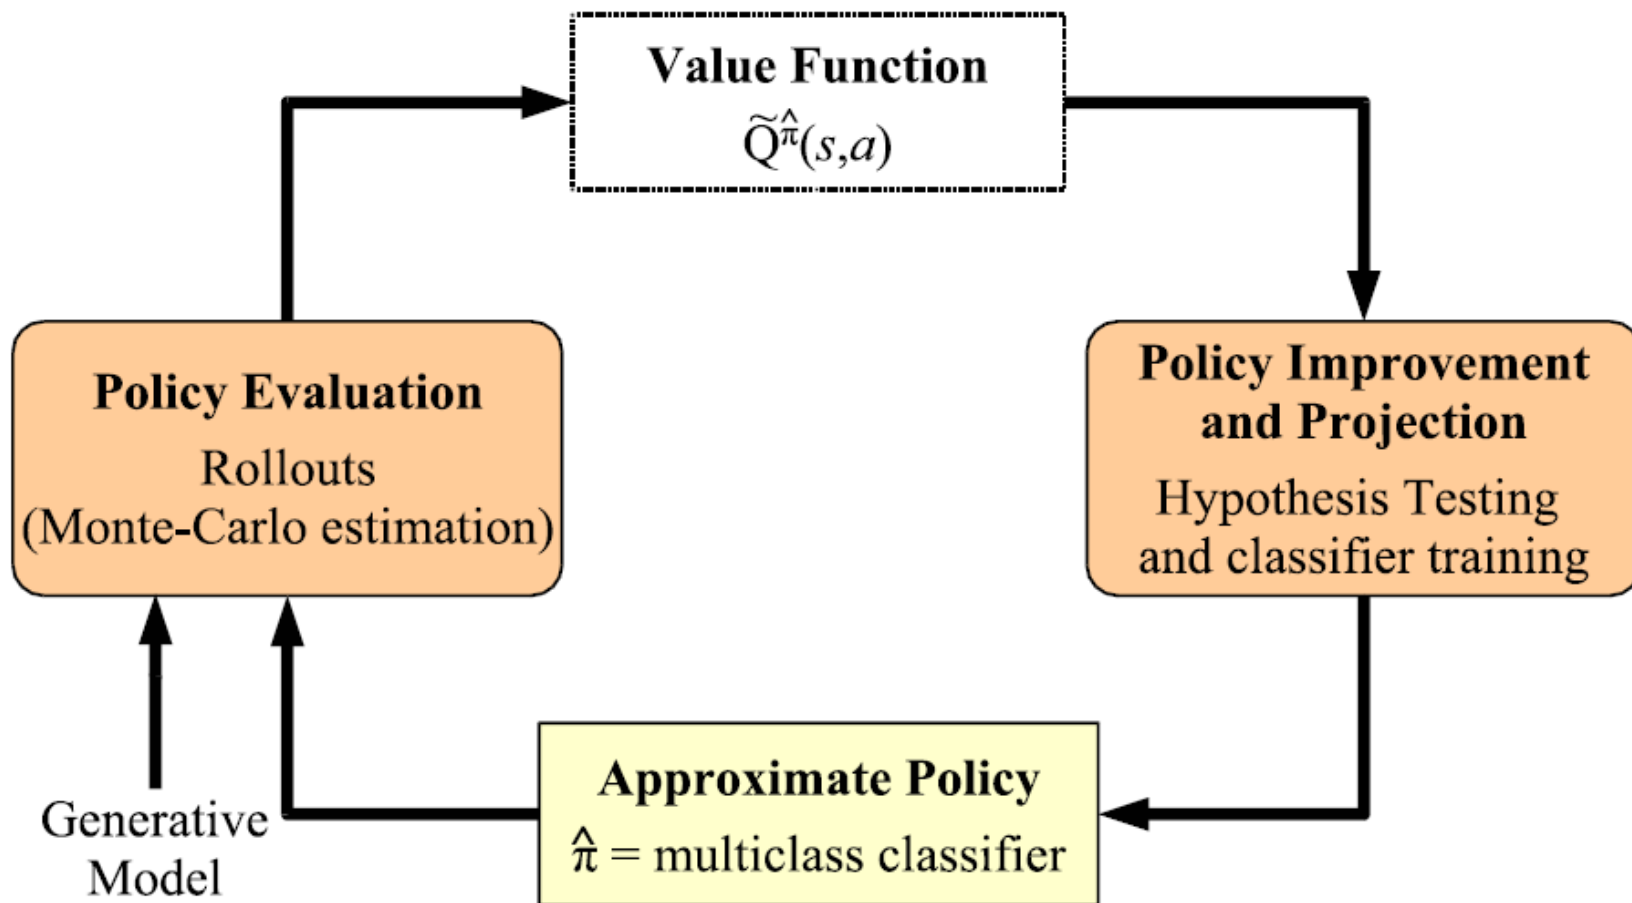 Value Function
Q̃^π̂(s,a)
Policy Evaluation
Rollouts
(Monte-Carlo estimation)
Policy Improvement
and Projection
Hypothesis Testing
and classifier training
Generative
Model
Approximate Policy
π̂ = multiclass classifier